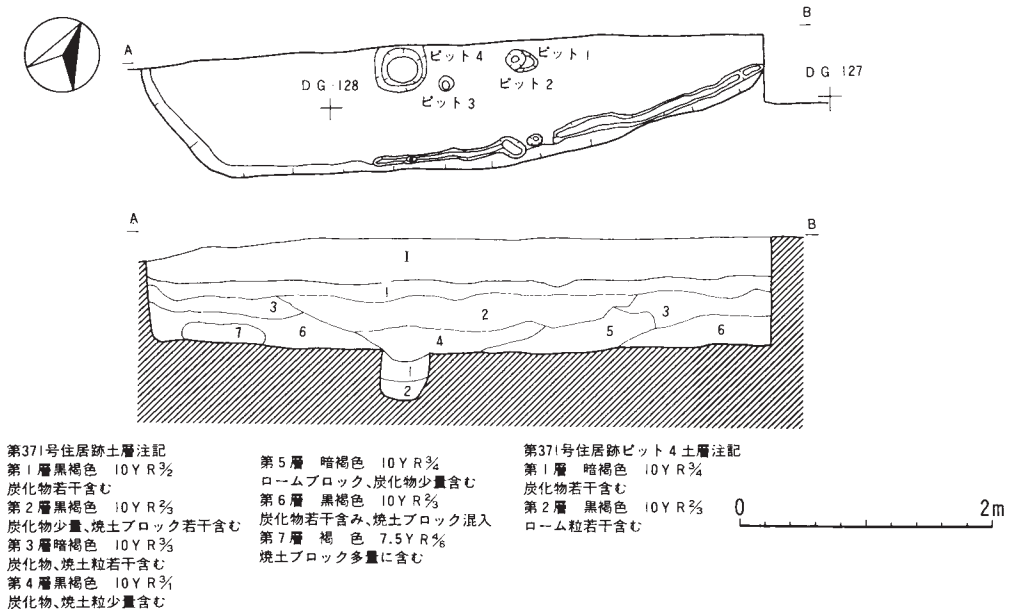 B
A
ピット4
ピット1
DG-128
ピット2
ピット3
DG 127
A
B
I
1
3
2
3
7
6
4
5
6
1
2
第371号住居跡土層注記
第1層黒褐色 10YR3/2
炭化物若干含む
第2層黒褐色 10YR2/3
炭化物少量、焼土ブロック若干含む
第3層暗褐色 10YR3/3
炭化物、焼土粒若干含む
第4層黒褐色 10YR3/1
炭化物、焼土粒少量含む
第5層 暗褐色 10YR3/4
ロームブロック、炭化物少量含む
第6層 黒褐色 10YR2/3
炭化物若干含み、焼土ブロック混入
第7層 褐 色 7.5YR4/6
焼土ブロック多量に含む
第371号住居跡ピット4土層注記
第1層 暗褐色 10YR3/4
炭化物若干含む
第2層 黒褐色 10YR2/3
ローム粒若干含む
0 2m